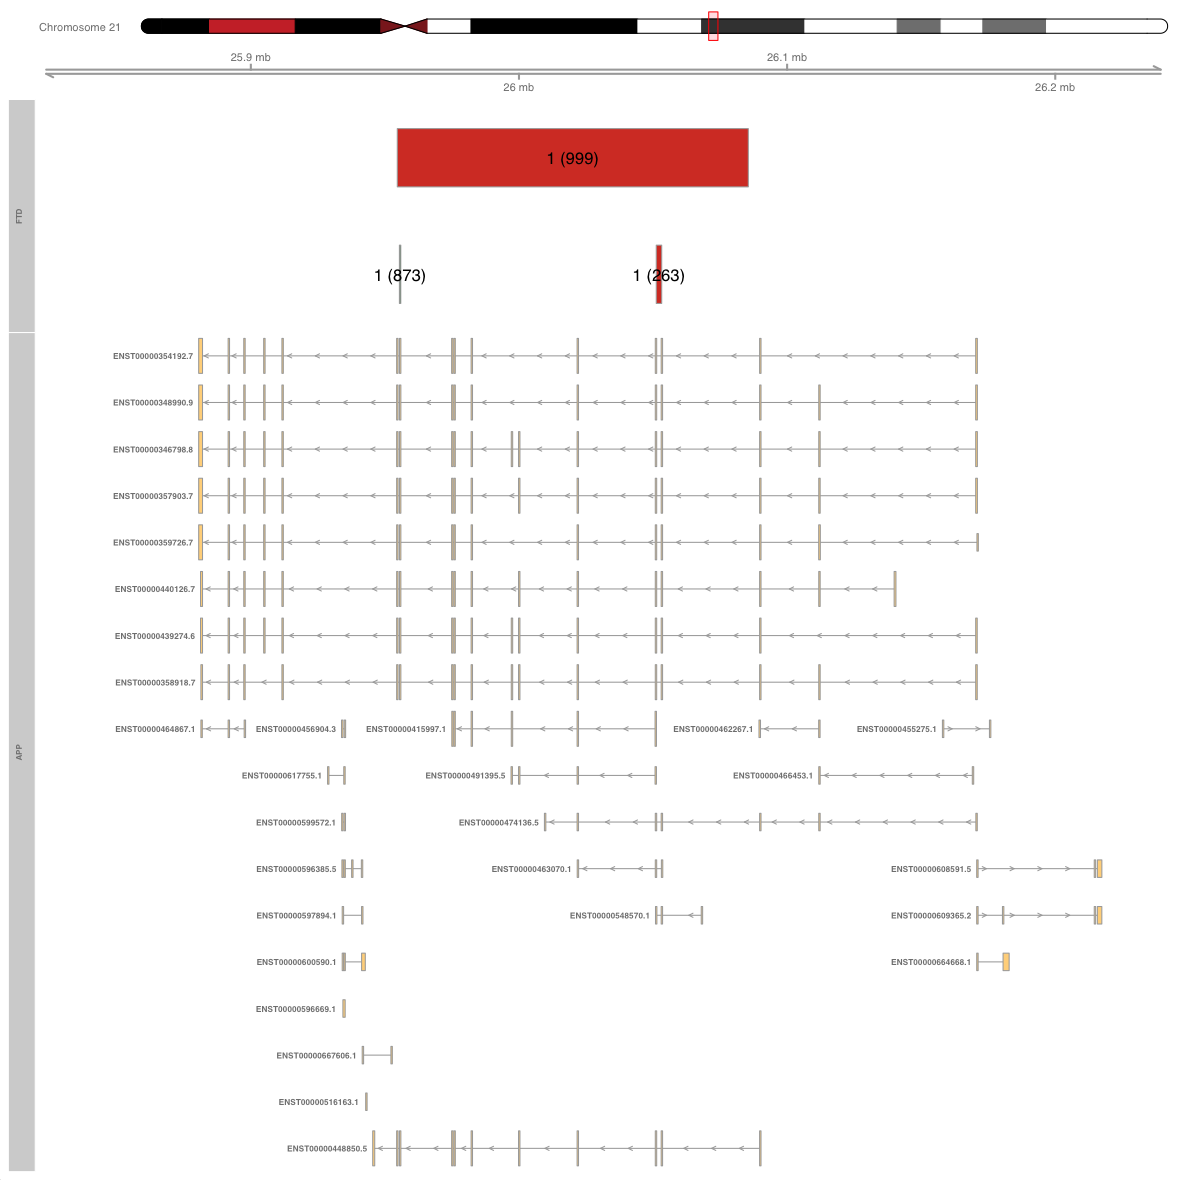 Chromosome 21
25.9 mb
26.1 mb
26 mb
26.2 mb
FTD
1 (999)
1 (873)
1 (263)
APP
ENST00000354192.7
ENST00000348990.9
ENST00000346798.8
ENST00000357903.7
ENST00000359726.7
ENST00000440126.7
ENST00000439274.6
ENST00000358918.7
ENST00000464867.1 ENST00000456904.3 ENST00000415997.1 ENST00000462267.1 ENST00000455275.1
ENST00000617755.1 ENST00000491395.5 ENST00000466453.1
ENST00000599572.1 ENST00000474136.5
ENST00000596385.5 ENST00000463070.1 ENST00000608591.5
ENST00000597894.1 ENST00000548570.1 ENST00000609365.2
ENST00000600590.1 ENST00000664668.1
ENST00000596669.1
ENST00000667606.1
ENST00000516163.1
ENST00000448850.5